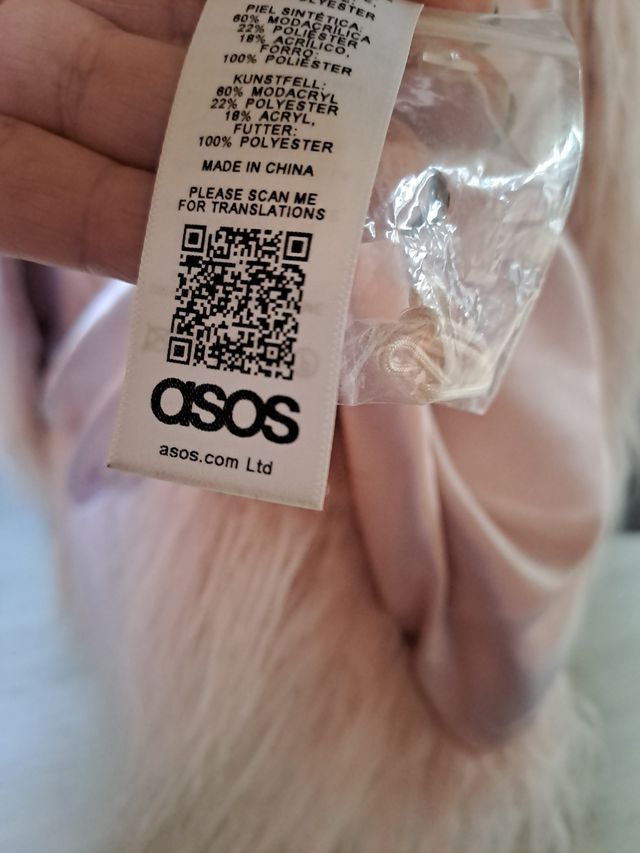 POLYESTER
PIEL SINTÉTICA
60% MODACRÍLICA
22% POLIÉSTER
18% ACRÍLICO,
FORRO:
100% POLIÉSTER
KUNSTFELL:
60% MODACRYL
22% POLYESTER
18% ACRYL,
FUTTER:
100% POLYESTER
MADE IN CHINA
PLEASE SCAN ME
FOR TRANSLATIONS
asos
asos.com Ltd